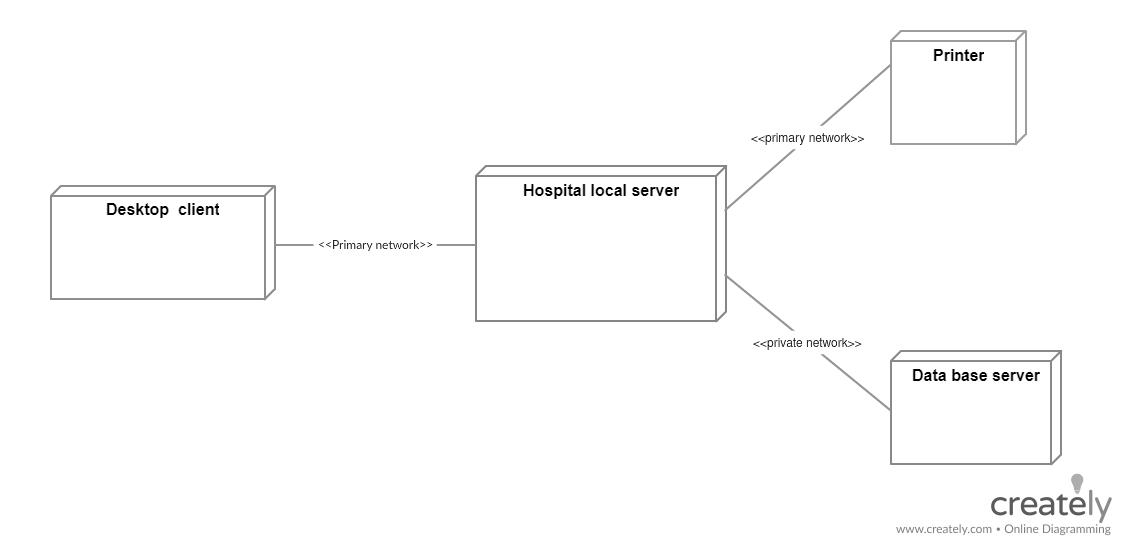 Printer
<<primary network>>
Hospital local server
Desktop  client
<<Primary network>>
<<private network>>
Data base server
creately
www.creately.com • Online Diagramming